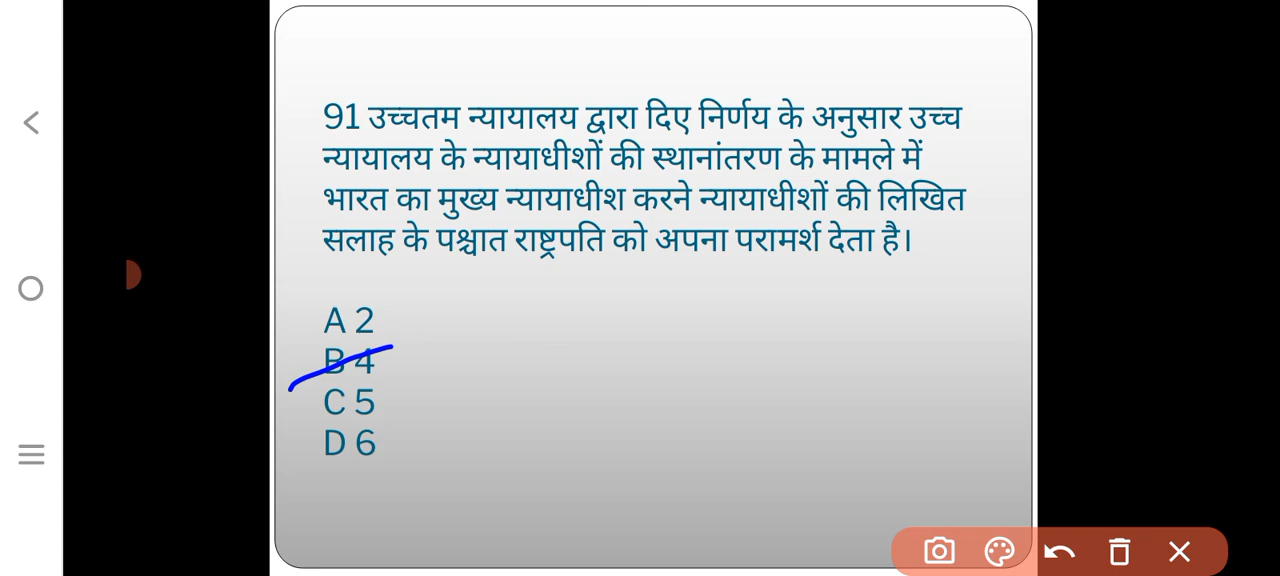 91 उच्चतम न्यायालय द्वारा दिए निर्णय के अनुसार उच्च
न्यायालय के न्यायाधीशों की स्थानांतरण के मामले में
भारत का मुख्य न्यायाधीश करने न्यायाधीशों की लिखित
सलाह के पश्चात राष्ट्रपति को अपना परामर्श देता है।
A 2
B 4
C 5
D 6